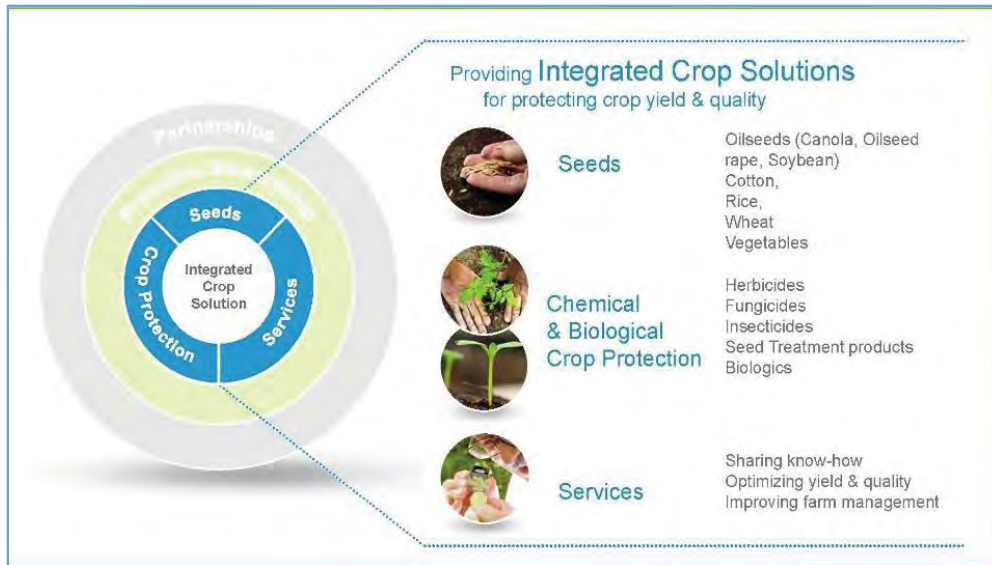 Partnerships
Seeds
Crop Protection
Services
Integrated
Crop
Solution
Providing Integrated Crop Solutions
for protecting crop yield & quality
Seeds
Oilseeds (Canola, Oilseed
rape, Soybean)
Cotton,
Rice,
Wheat
Vegetables
Chemical
& Biological
Crop Protection
Herbicides
Fungicides
Insecticides
Seed Treatment products
Biologics
Services
Sharing know-how
Optimizing yield & quality
Improving farm management